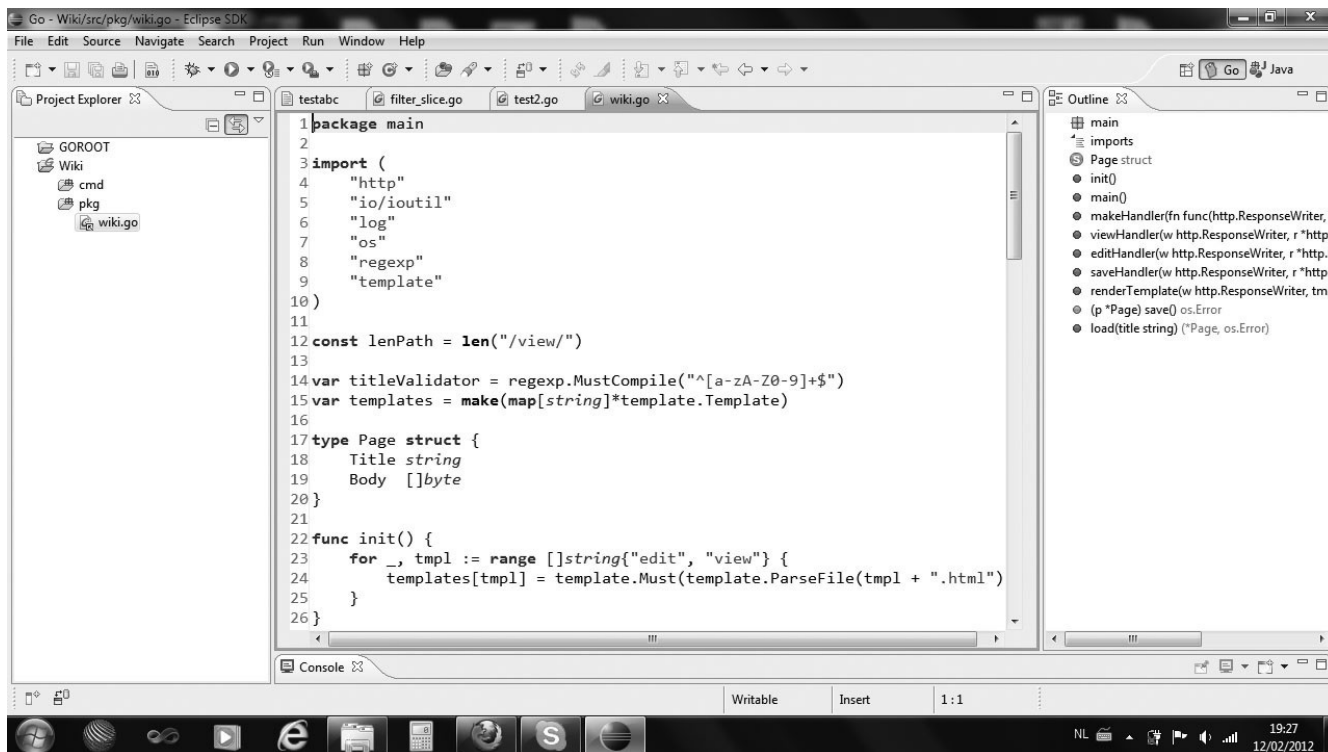 Go - Wiki/src/pkg/wiki.go - Eclipse SDK
File Edit Source Navigate Search Project Run Window Help
Go Java
Project Explorer
GOROOT
Wiki
cmd
pkg
wiki.go
testabc filter_slice.go test2.go wiki.go
1 package main
2
3 import (
4     "http"
5     "io/ioutil"
6     "log"
7     "os"
8     "regexp"
9     "template"
10 )
11
12 const lenPath = len("/view/")
13
14 var titleValidator = regexp.MustCompile("^[a-zA-Z0-9]+$")
15 var templates = make(map[string]*template.Template)
16
17 type Page struct {
18     Title string
19     Body  []byte
20 }
21
22 func init() {
23     for _, tmpl := range []string{"edit", "view"} {
24         templates[tmpl] = template.Must(template.ParseFile(tmpl + ".html")
25     }
26 }
Outline
main
imports
Page struct
init()
main()
makeHandler(fn func(http.ResponseWriter,
viewHandler(w http.ResponseWriter, r *http
editHandler(w http.ResponseWriter, r *http.
saveHandler(w http.ResponseWriter, r *http
renderTemplate(w http.ResponseWriter, tm
(p *Page) save() os.Error
load(title string) (*Page, os.Error)
Console
Writable Insert 1 : 1
NL 19:27
12/02/2012